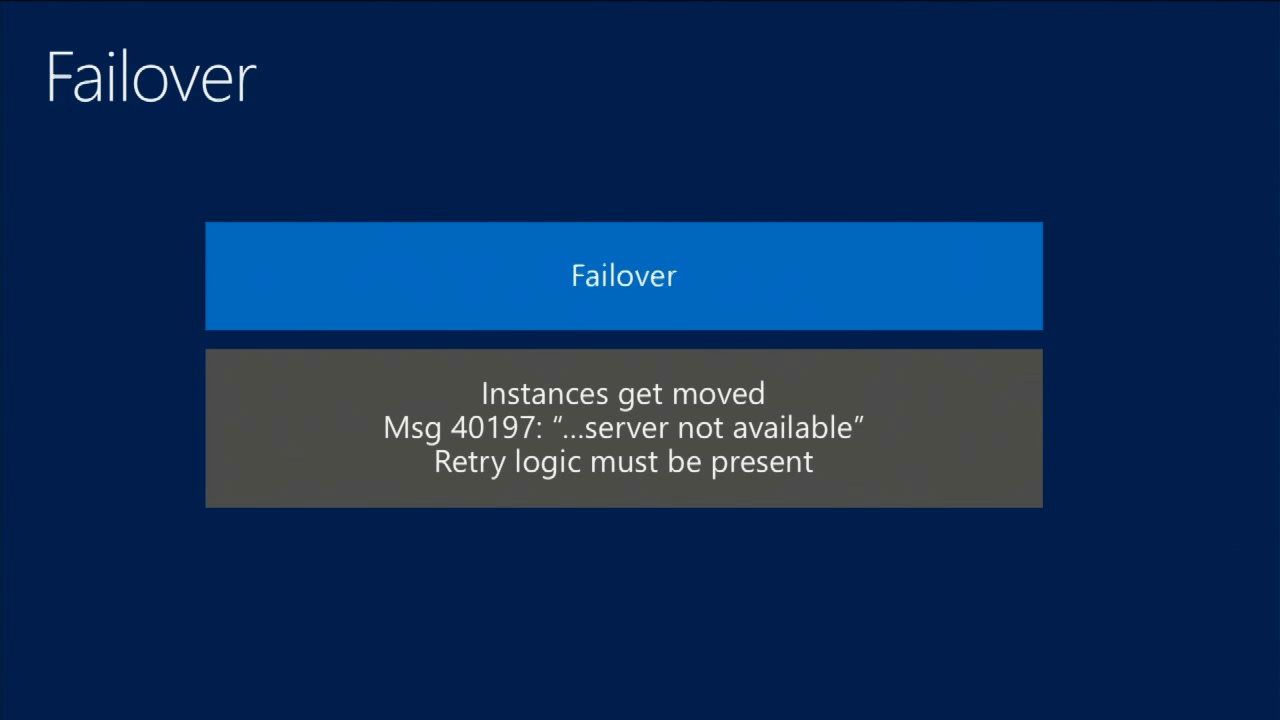 Failover
Failover
Instances get moved
Msg 40197: “...server not available”
Retry logic must be present